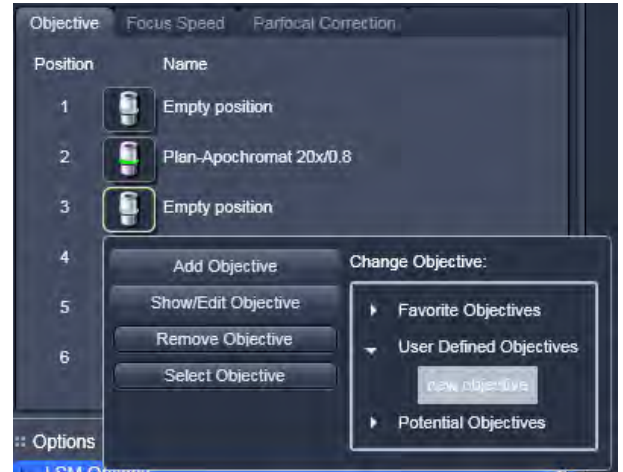 Objective Focus Speed Parfocal Correction
Position Name
1 Empty position
2 Plan-Apochromat 20x/0.8
3 Empty position
4
5
6
Add Objective
Show/Edit Objective
Remove Objective
Select Objective
Change Objective:
Favorite Objectives
User Defined Objectives
new objective
Potential Objectives
Options